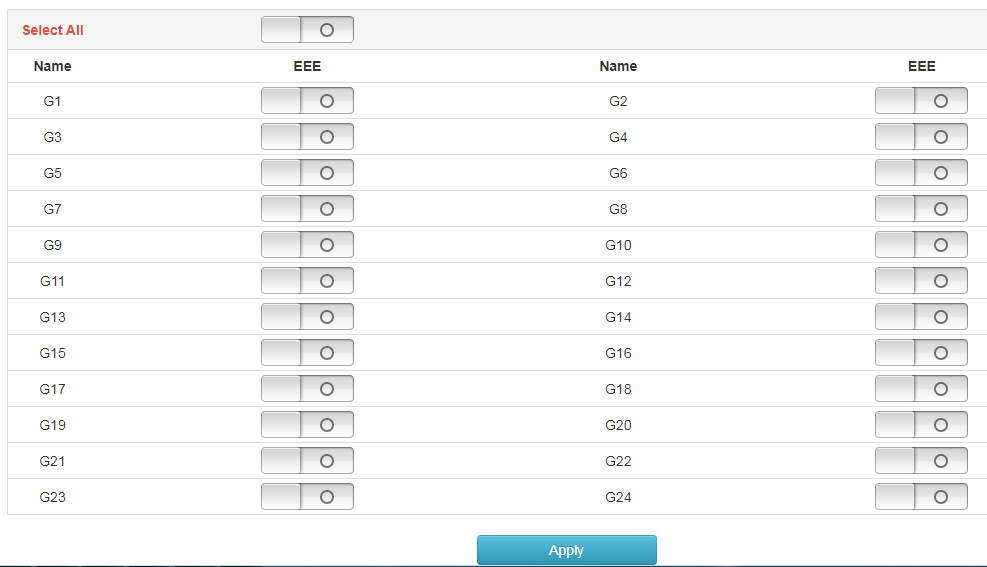 Select All
Name EEE Name EEE
G1 G2
G3 G4
G5 G6
G7 G8
G9 G10
G11 G12
G13 G14
G15 G16
G17 G18
G19 G20
G21 G22
G23 G24
Apply